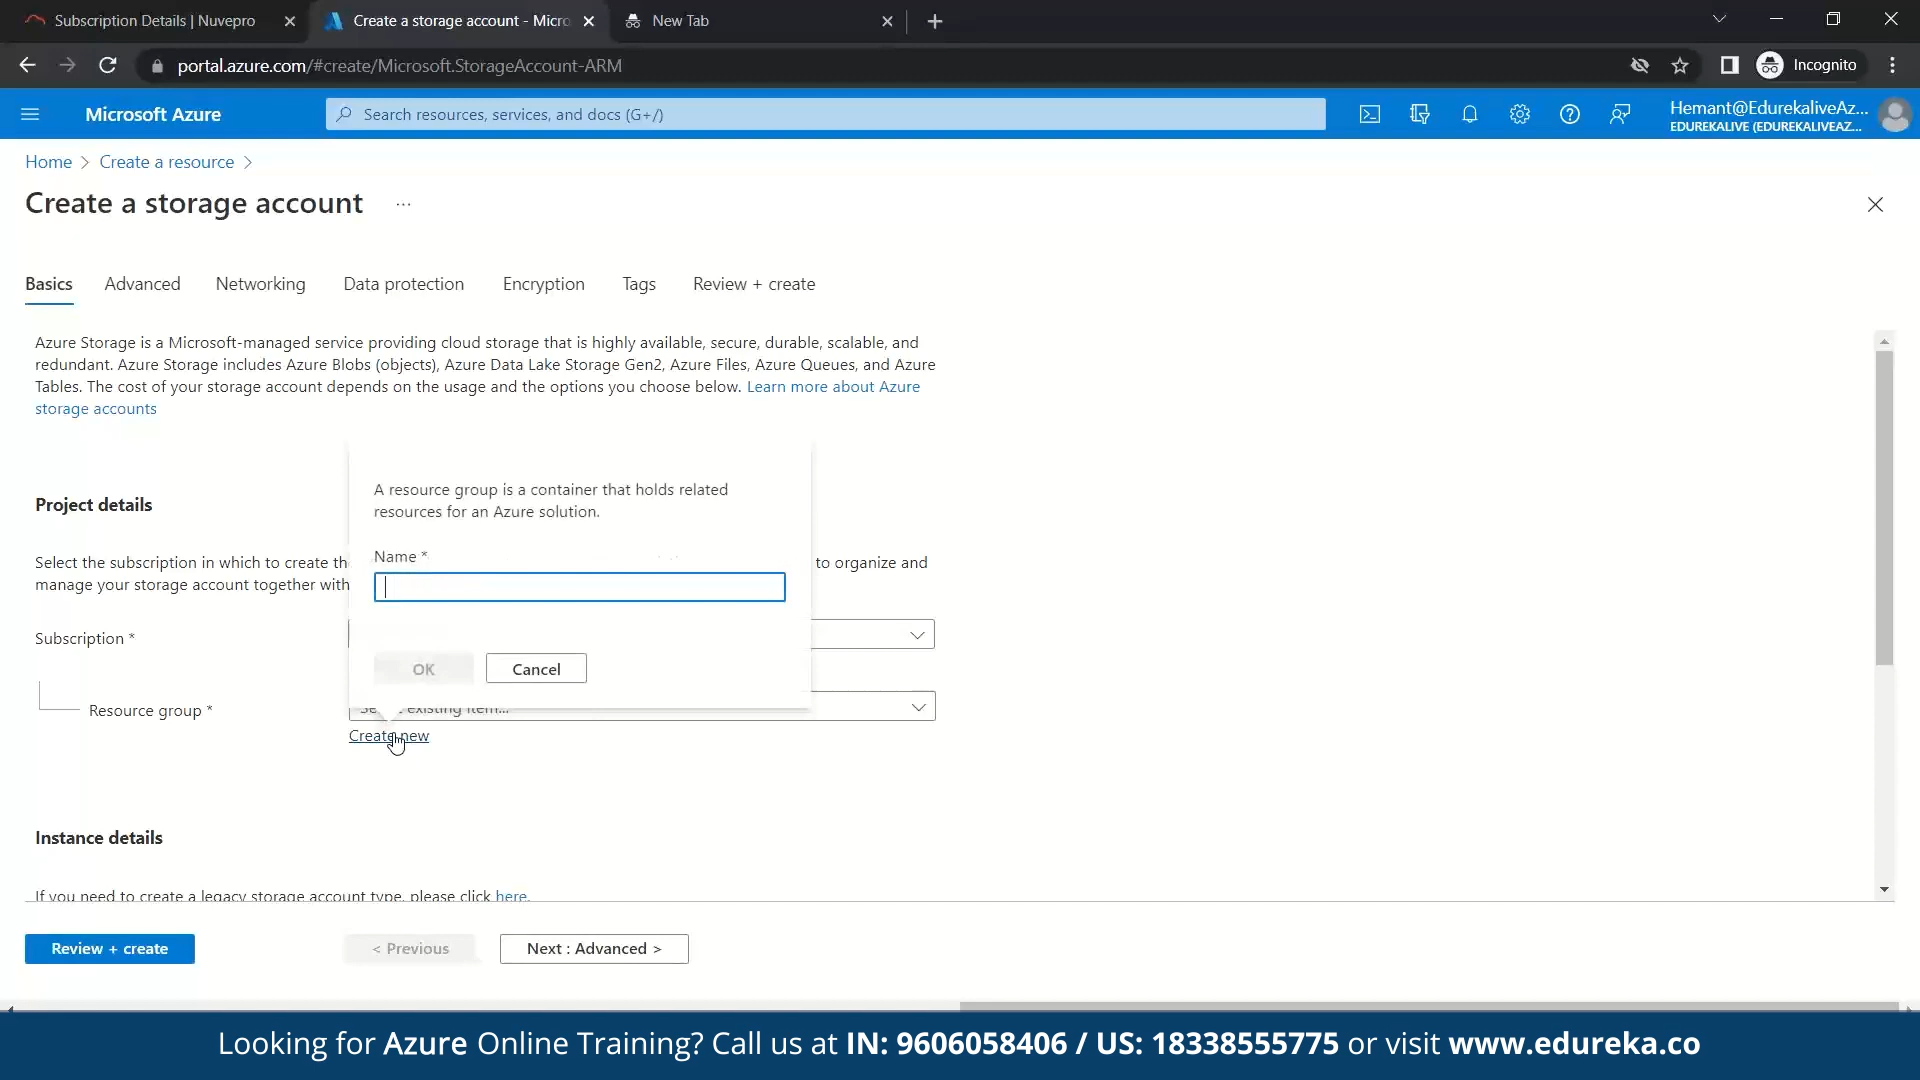 Subscription Details | Nuvepro
Create a storage account - Micro
New Tab
portal.azure.com/#create/Microsoft.StorageAccount-ARM
Incognito
Microsoft Azure
Search resources, services, and docs (G+/)
Hemant@EdurekaliveAz...
EDUREKALIVE (EDUREKALIVEAZ...
Home > Create a resource >
Create a storage account ...
Basics Advanced Networking Data protection Encryption Tags Review + create
Azure Storage is a Microsoft-managed service providing cloud storage that is highly available, secure, durable, scalable, and
redundant. Azure Storage includes Azure Blobs (objects), Azure Data Lake Storage Gen2, Azure Files, Azure Queues, and Azure
Tables. The cost of your storage account depends on the usage and the options you choose below. Learn more about Azure
storage accounts
A resource group is a container that holds related
resources for an Azure solution.
Name *
OK Cancel
Project details
Select the subscription in which to create th to organize and
manage your storage account together with
Subscription *
Resource group *
existing item...
Create new
Instance details
If you need to create a legacy storage account type, please click here.
Review + create < Previous Next : Advanced >
Looking for Azure Online Training? Call us at IN: 9606058406 / US: 18338555775 or visit www.edureka.co